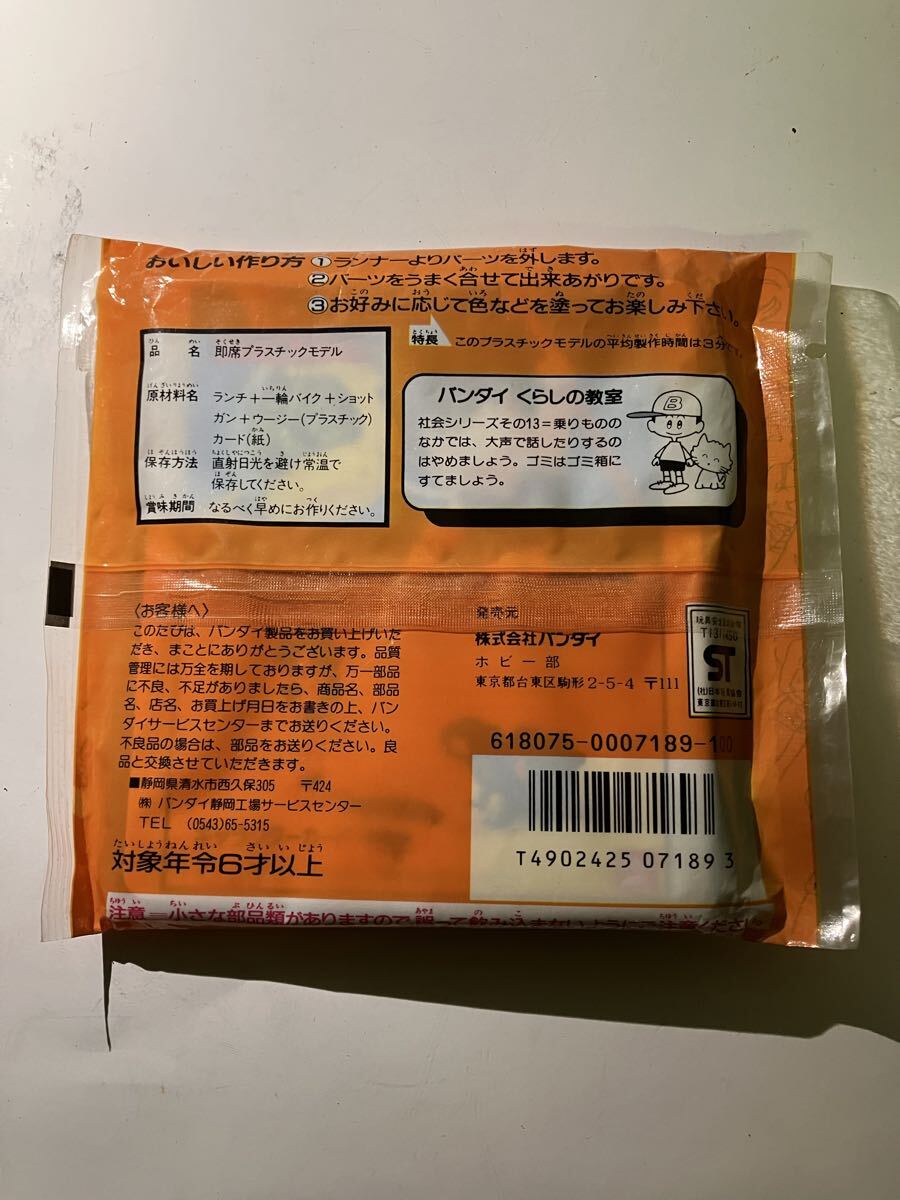 おいしい作り方 ①ランナーよりパーツを外します。
②パーツをうまく合せて出来あがりです。
③お好みに応じて色などを塗ってお楽しみ下さい。
特長 このプラスチックモデルの平均製作時間は3分です。
品名 即席プラスチックモデル
原材料名 ランチ+一輪バイク+ショット
ガン+ウージー(プラスチック)
カード(紙)
保存方法 直射日光を避け常温で
保存してください。
賞味期間 なるべく早めにお作りください。
バンダイ くらしの教室
社会シリーズその13=乗りものの
なかでは、大声で話したりするの
はやめましょう。ゴミはゴミ箱に
すてましょう。
B
〈お客様へ〉
このたびは、バンダイ製品をお買い上げいた
だき、まことにありがとうございます。品質
管理には万全を期しておりますが、万一部品
に不良、不足がありましたら、商品名、部品
名、店名、お買上げ月日をお書きの上、バン
ダイサービスセンターまでお送りください。
不良品の場合は、部品をお送りください。良
品と交換させていただきます。
■静岡県清水市西久保305 〒424
㈱ バンダイ静岡工場サービスセンター
TEL (0543)65-5315
対象年令6才以上
発売元
株式会社バンダイ
ホビー部
東京都台東区駒形2-5-4 〒111
ST
618075-0007189-100
T4902425 07189 3
注意=小さな部品類がありますので、誤って飲み込まないようにご注意ください